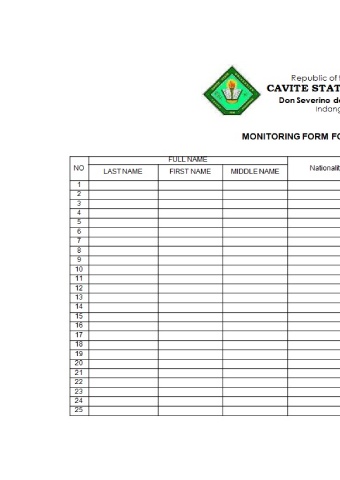 Republic of
CAVITE STAT
Don Severino d
Indang
MONITORING FORM FO
NO
FULL NAME
LAST NAME
FIRST NAME
MIDDLE NAME
Nationalit
1
2
3
4
5
6
7
8
9
10
11
12
13
14
15
16
17
18
19
20
21
22
23
24
25